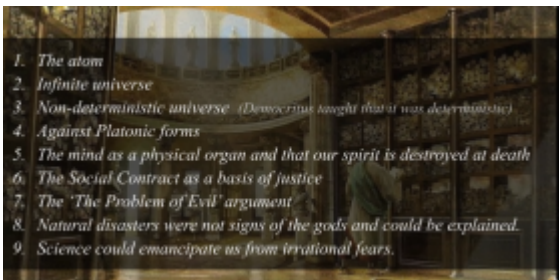 1. The atom
2. Infinite universe
3. Non-deterministic universe (Democritus taught that it was deterministic)
4. Against Platonic forms
5. The mind as a physical organ and that our spirit is destroyed at death
6. The Social Contract as a basis of justice
7. The 'The Problem of Evil' argument
8. Natural disasters were not signs of the gods and could be explained.
9. Science could emancipate us from irrational fears.